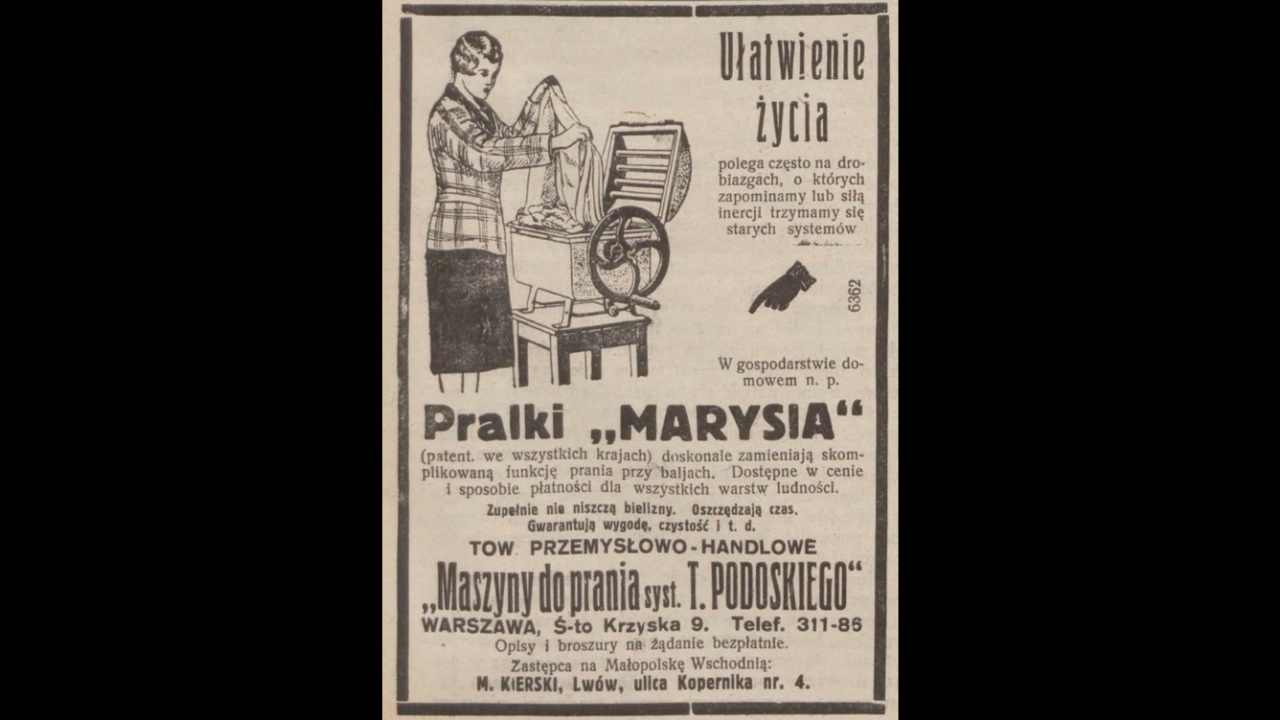 Ułatwienie
życia
polega często na dro-
biazgach, o których
zapominamy lub siłą
inercji trzymamy się
starych systemów
6362
W gospodarstwie do-
mowem n. p.
Pralki „MARYSIA“
(patent. we wszystkich krajach) doskonale zamieniają skom-
plikowaną funkcję prania przy baljach. Dostępne w cenie
i sposobie płatności dla wszystkich warstw ludności.
Zupełnie nie niszczą bielizny. Oszczędzają czas.
Gwarantują wygodę, czystość i t. d.
TOW. PRZEMYSŁOWO-HANDLOWE
„Maszyny do prania syst. T. PODOSKIEGO“
WARSZAWA, Ś-to Krzyska 9. Telef. 311-86
Opisy i broszury na żądanie bezpłatnie.
Zastępca na Małopolskę Wschodnią:
M. KIERSKI, Lwów, ulica Kopernika nr. 4.